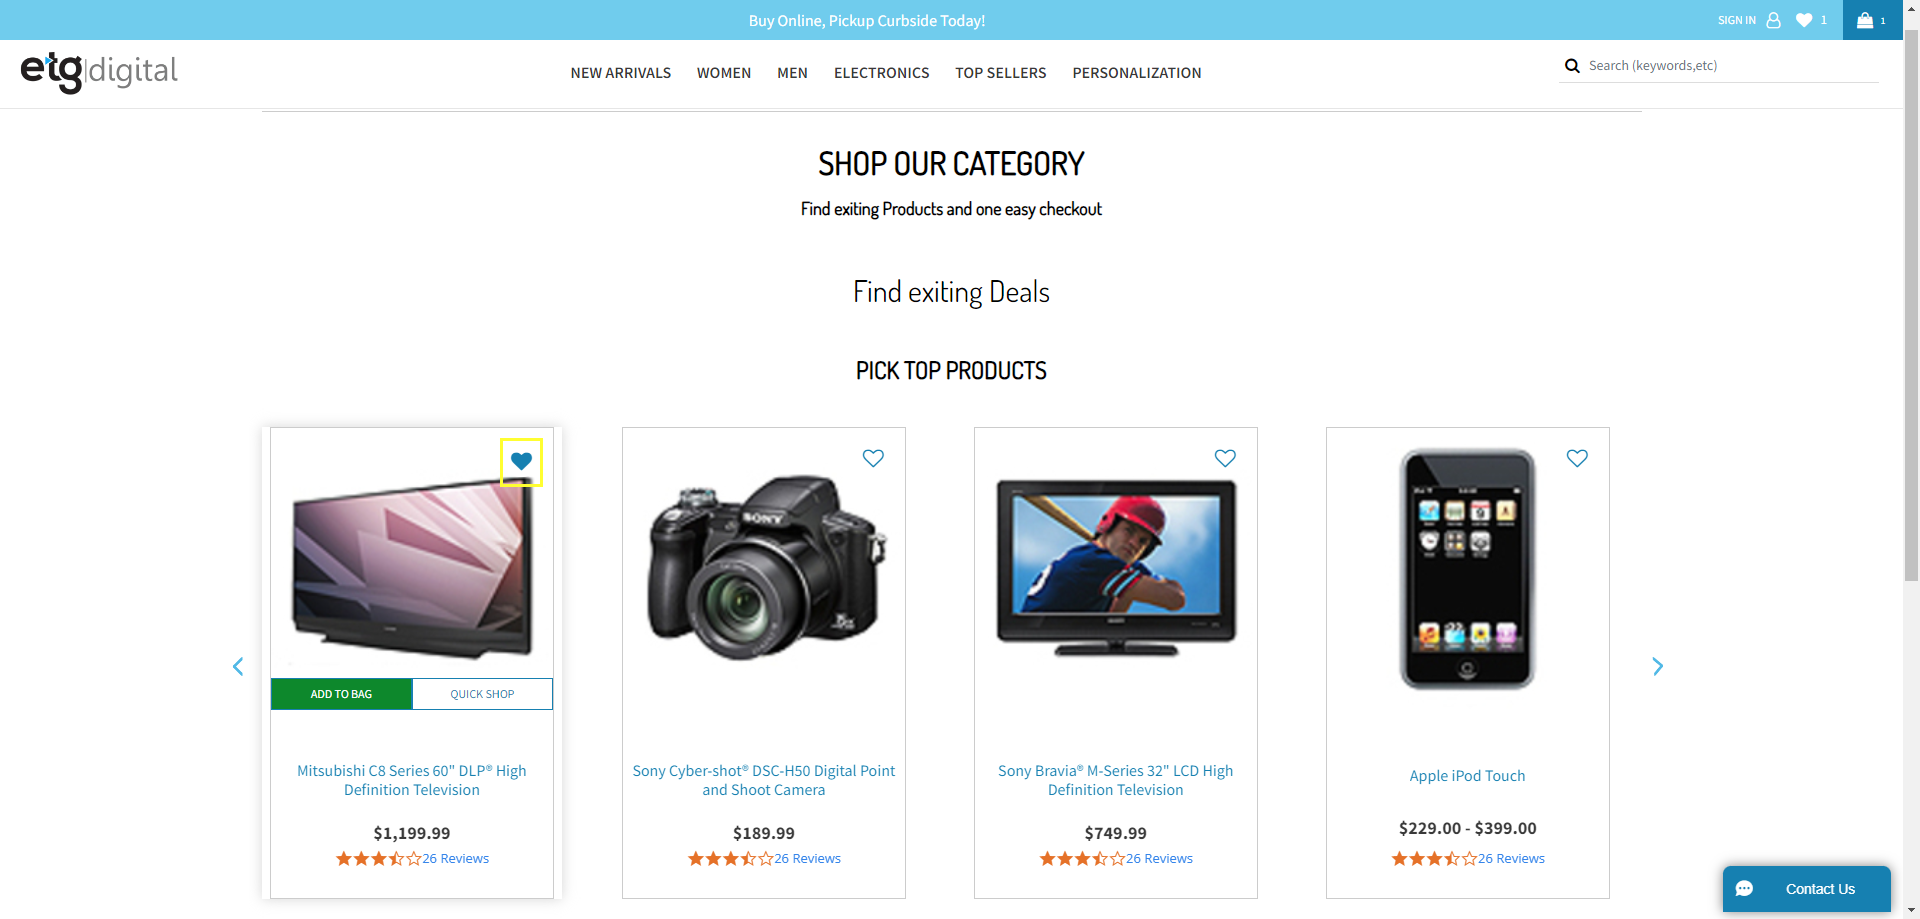 Buy Online, Pickup Curbside Today!
SIGN IN 1 1
etg|digital
NEW ARRIVALS WOMEN MEN ELECTRONICS TOP SELLERS PERSONALIZATION
Search (keywords,etc)
SHOP OUR CATEGORY
Find exiting Products and one easy checkout
Find exiting Deals
PICK TOP PRODUCTS
SONY
ADD TO BAG QUICK SHOP
Mitsubishi C8 Series 60" DLP® High
Definition Television
$1,199.99
26 Reviews
Sony Cyber-shot® DSC-H50 Digital Point
and Shoot Camera
$189.99
26 Reviews
Sony Bravia® M-Series 32" LCD High
Definition Television
$749.99
26 Reviews
Apple iPod Touch
$229.00 - $399.00
26 Reviews
Contact Us